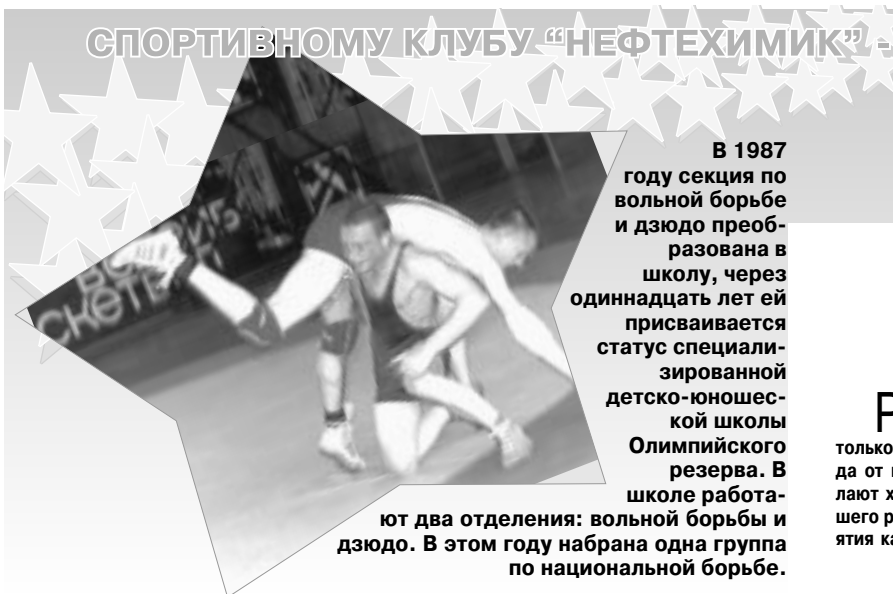 СПОРТИВНОМУ КЛУБУ “НЕФТЕХИМИК” -
В 1987
году секция по
вольной борьбе
и дзюдо преоб-
разована в
школу, через
одиннадцать лет ей
присваивается
статус специали-
зированной
детско-юношес-
кой школы
Олимпийского
резерва. В
школе работа-
ют два отделения: вольной борьбы и
дзюдо. В этом году набрана одна группа
по национальной борьбе.
Р
только
да от
лают х
шего р
ятия ка